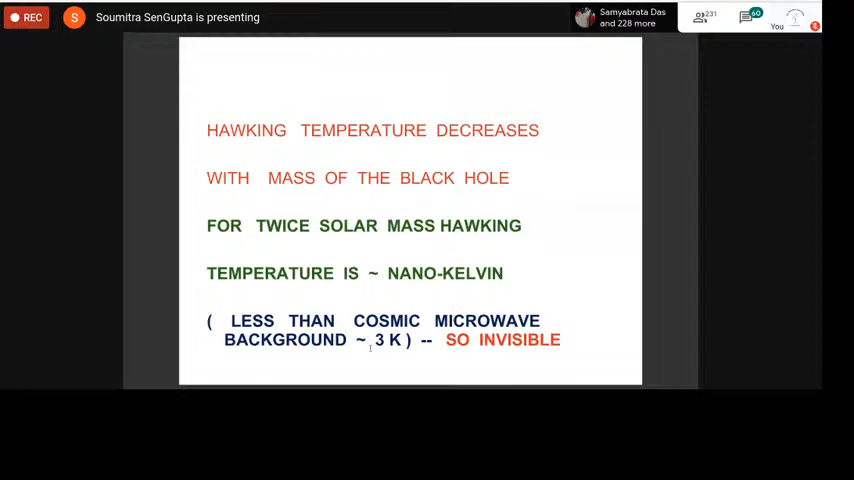 REC
S
Soumitra SenGupta is presenting
Samyabrata Das
and 228 more
231
60
You
HAWKING TEMPERATURE DECREASES
WITH MASS OF THE BLACK HOLE
FOR TWICE SOLAR MASS HAWKING
TEMPERATURE IS ~ NANO-KELVIN
( LESS THAN COSMIC MICROWAVE
BACKGROUND ~ 3 K ) -- SO INVISIBLE